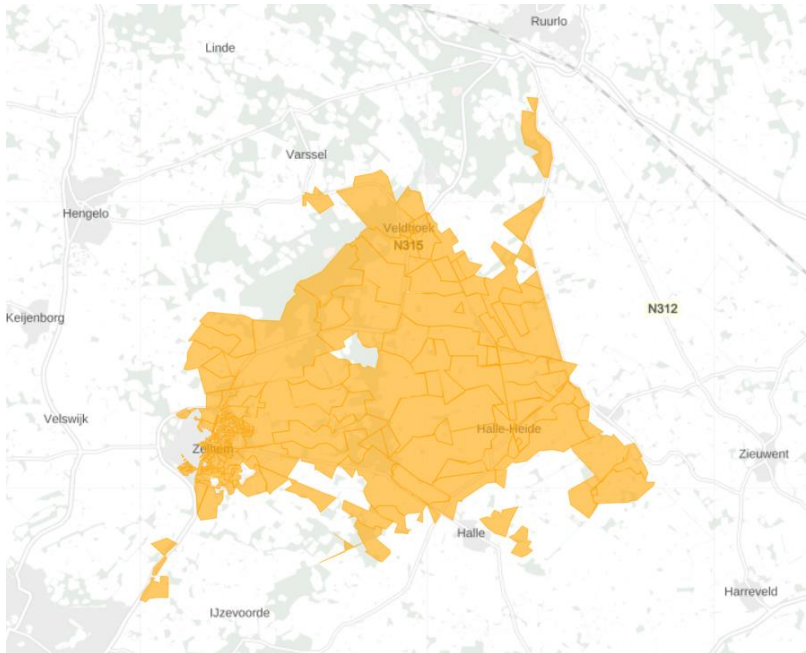 Ruurlo
Linde
Varssel
Hengelo
Veldhoek
N315
N312
Keijenborg
Velswijk
Halle-Heide
Zelhem
Zieuwent
Halle
Harreveld
IJzevoorde